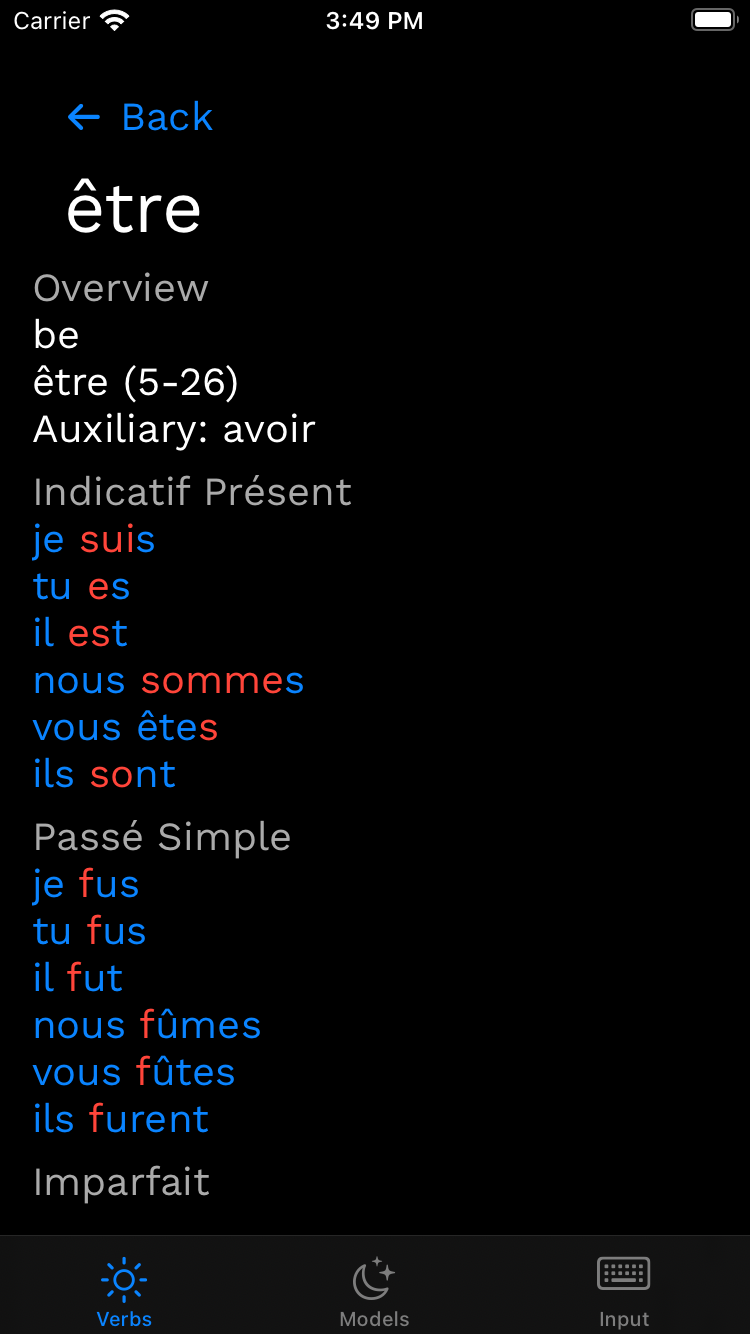 Carrier 3:49 PM
Back
être
Overview
be
être (5-26)
Auxiliary: avoir
Indicatif Présent
je suis
tu es
il est
nous sommes
vous êtes
ils sont
Passé Simple
je fus
tu fus
il fut
nous fûmes
vous fûtes
ils furent
Imparfait
Verbs Models Input